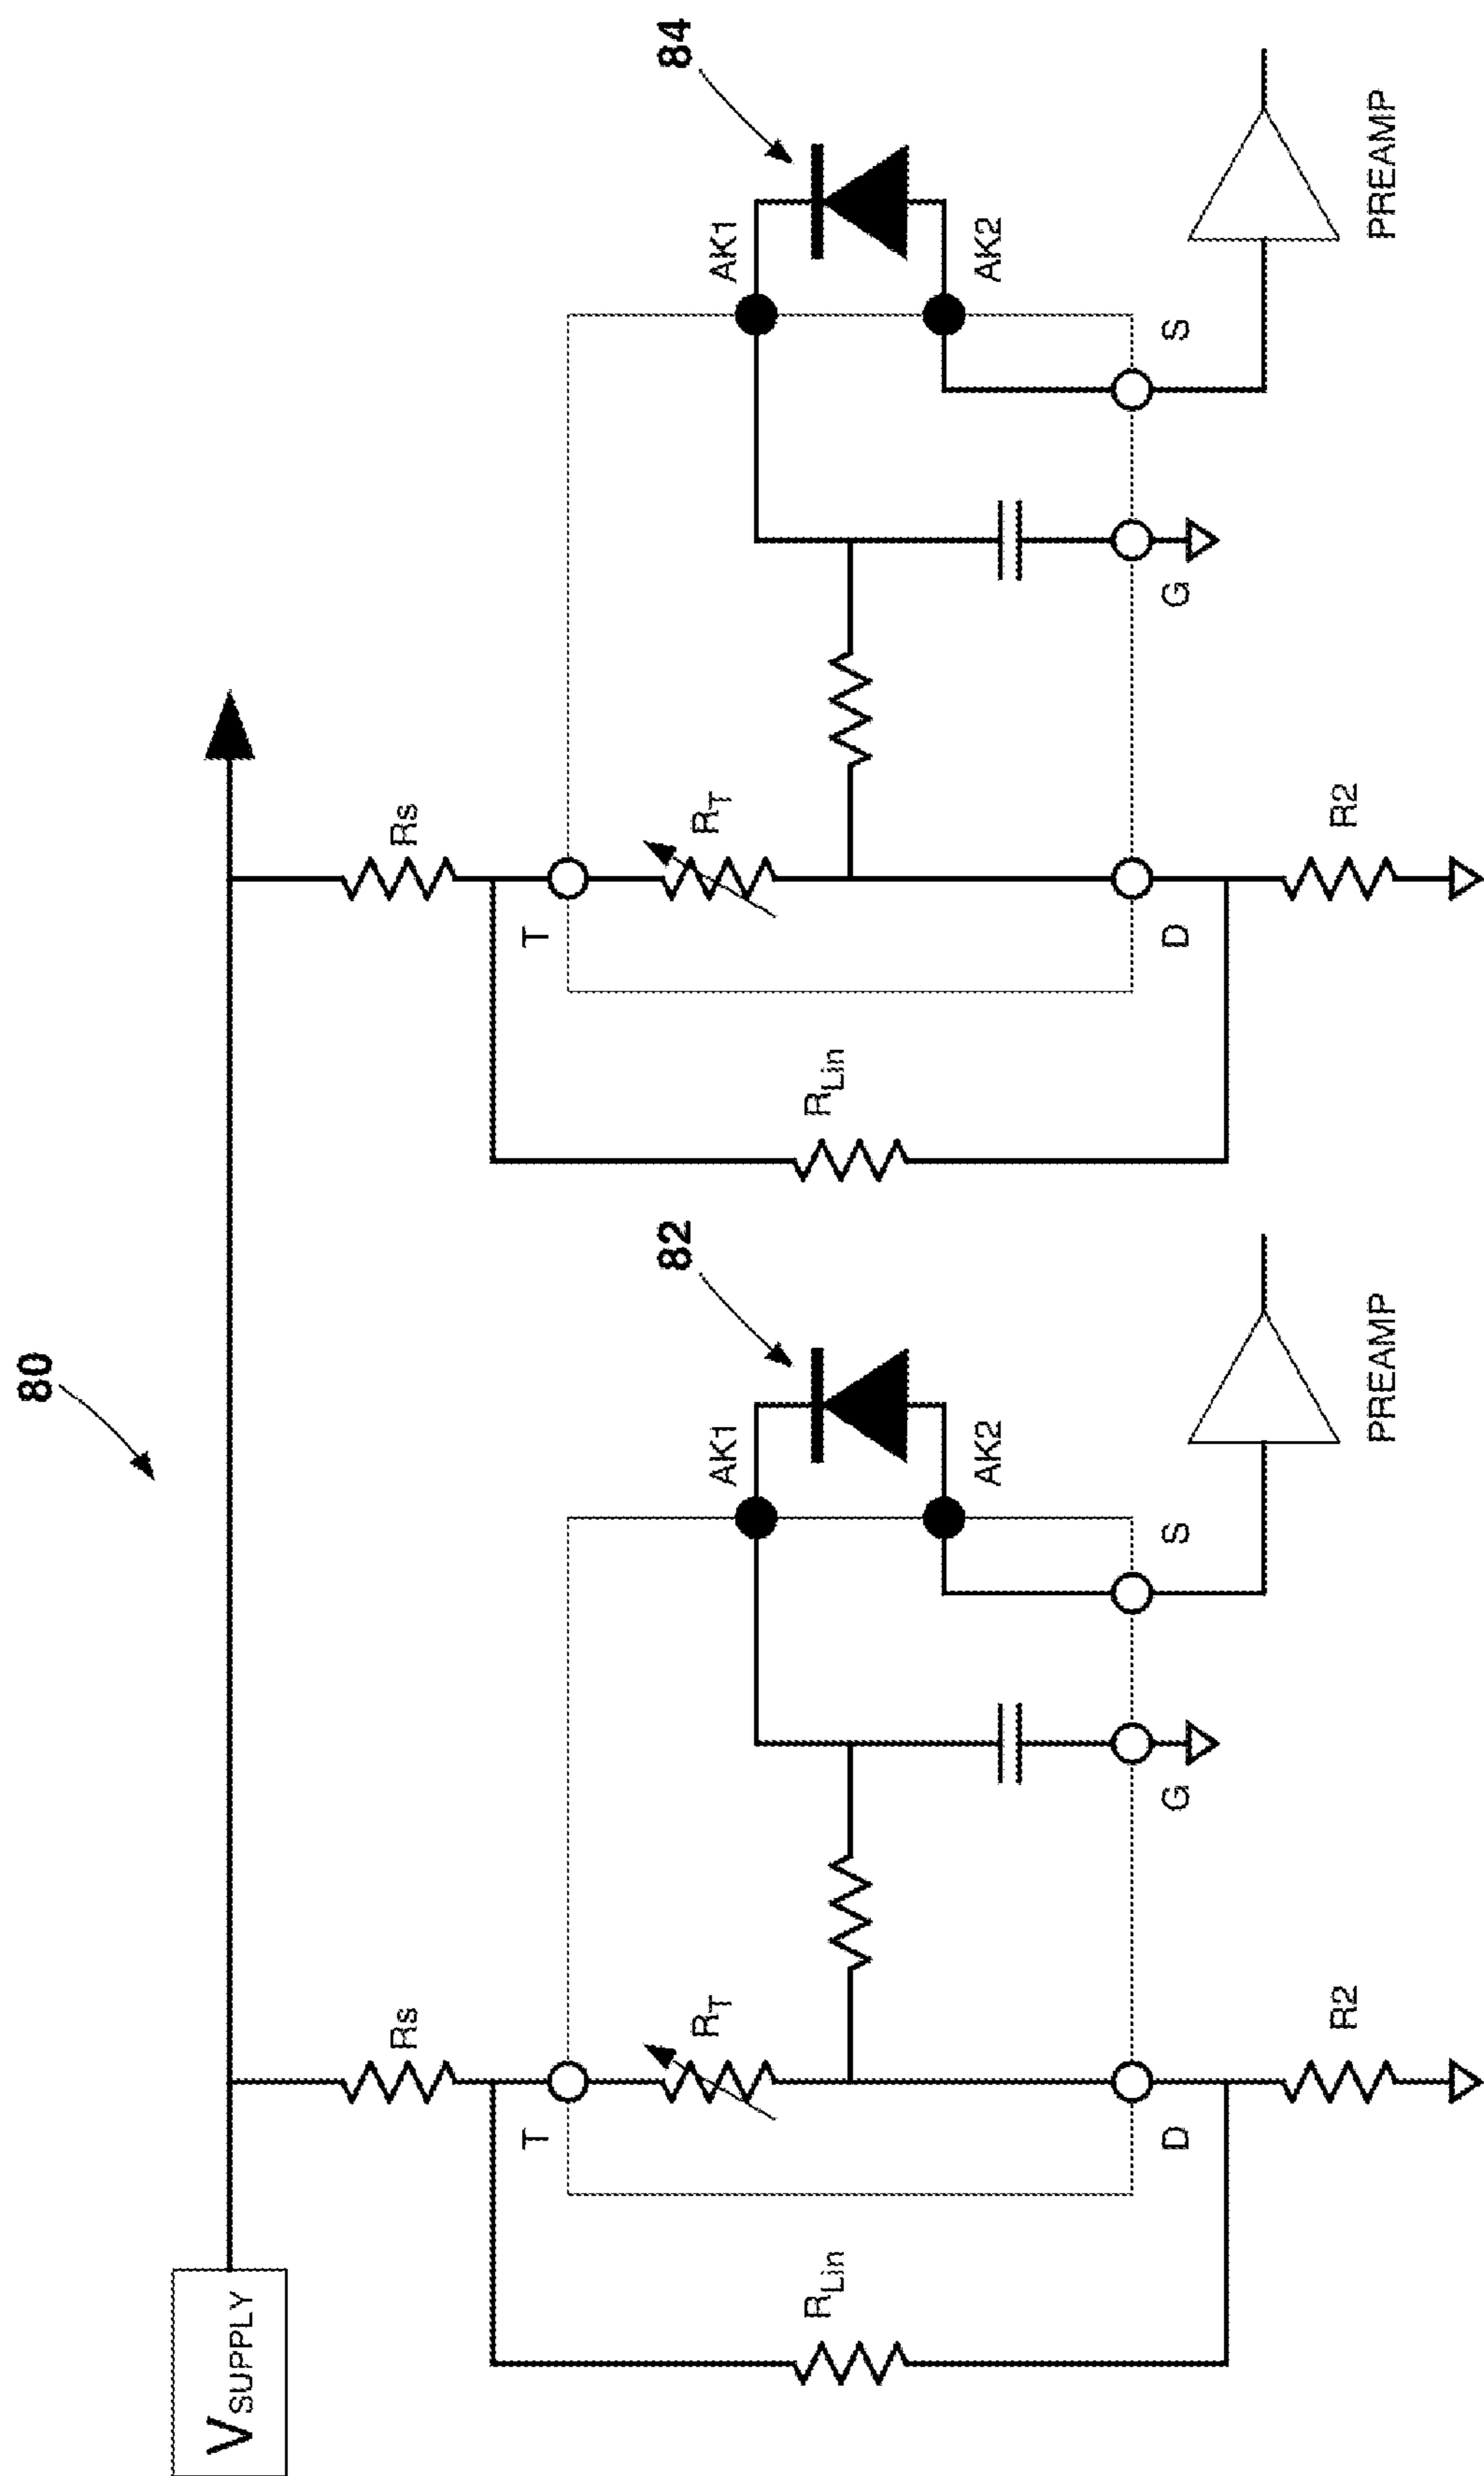 80
VSUPPLY
Rs
Rs
T
T
82
84
RT
RT
AK1
AK1
RLin
RLin
AK2
AK2
D
G
S
D
G
S
R2
PREAMP
R2
PREAMP